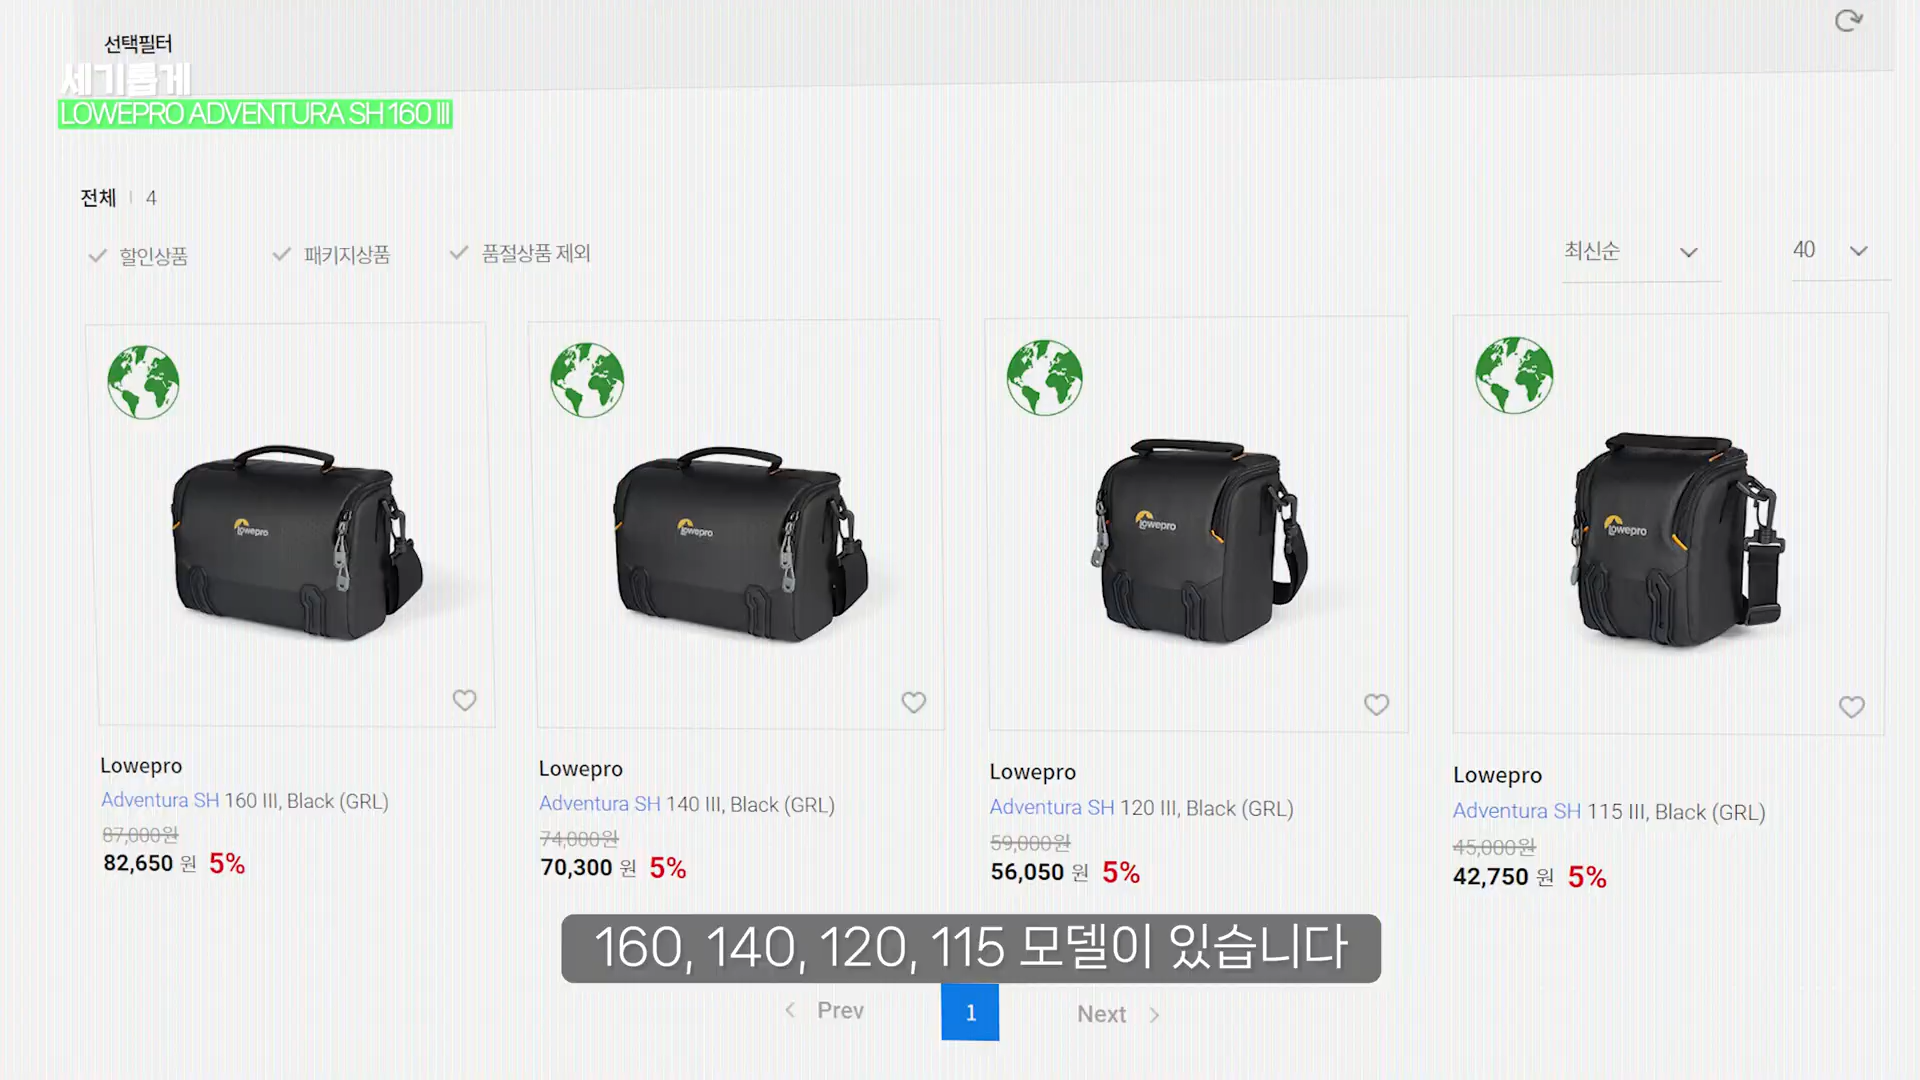 선택필터
세기롭게
LOWEPRO ADVENTURA SH 160 III
전체 | 4
할인상품
패키지상품
품절상품 제외
최신순
40
Lowepro
Lowepro
Lowepro
Lowepro
Lowepro
Adventura SH 160 III, Black (GRL)
87,000원
82,650 원 5%
Lowepro
Adventura SH 140 III, Black (GRL)
74,000원
70,300 원 5%
Lowepro
Adventura SH 120 III, Black (GRL)
59,000원
56,050 원 5%
Lowepro
Adventura SH 115 III, Black (GRL)
45,000원
42,750 원 5%
160, 140, 120, 115 모델이 있습니다
Prev
1
Next